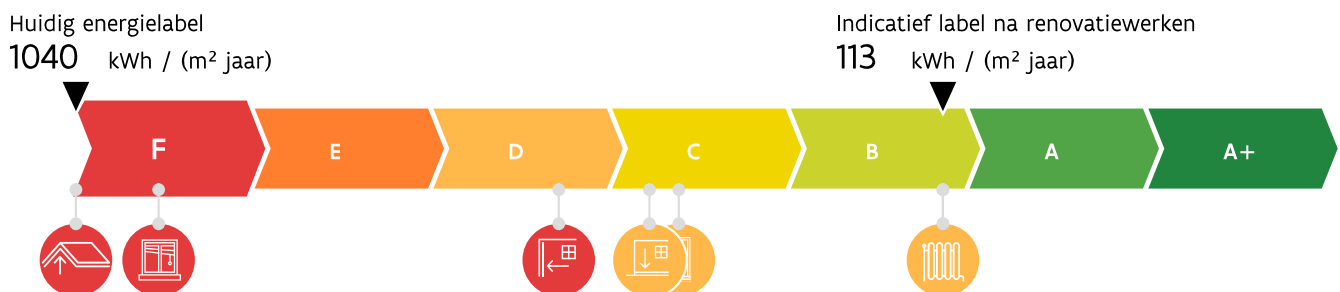 Huidig energielabel
1040 kWh / (m² jaar)
Indicatief label na renovatiewerken
113 kWh / (m² jaar)
F E D C B A A+